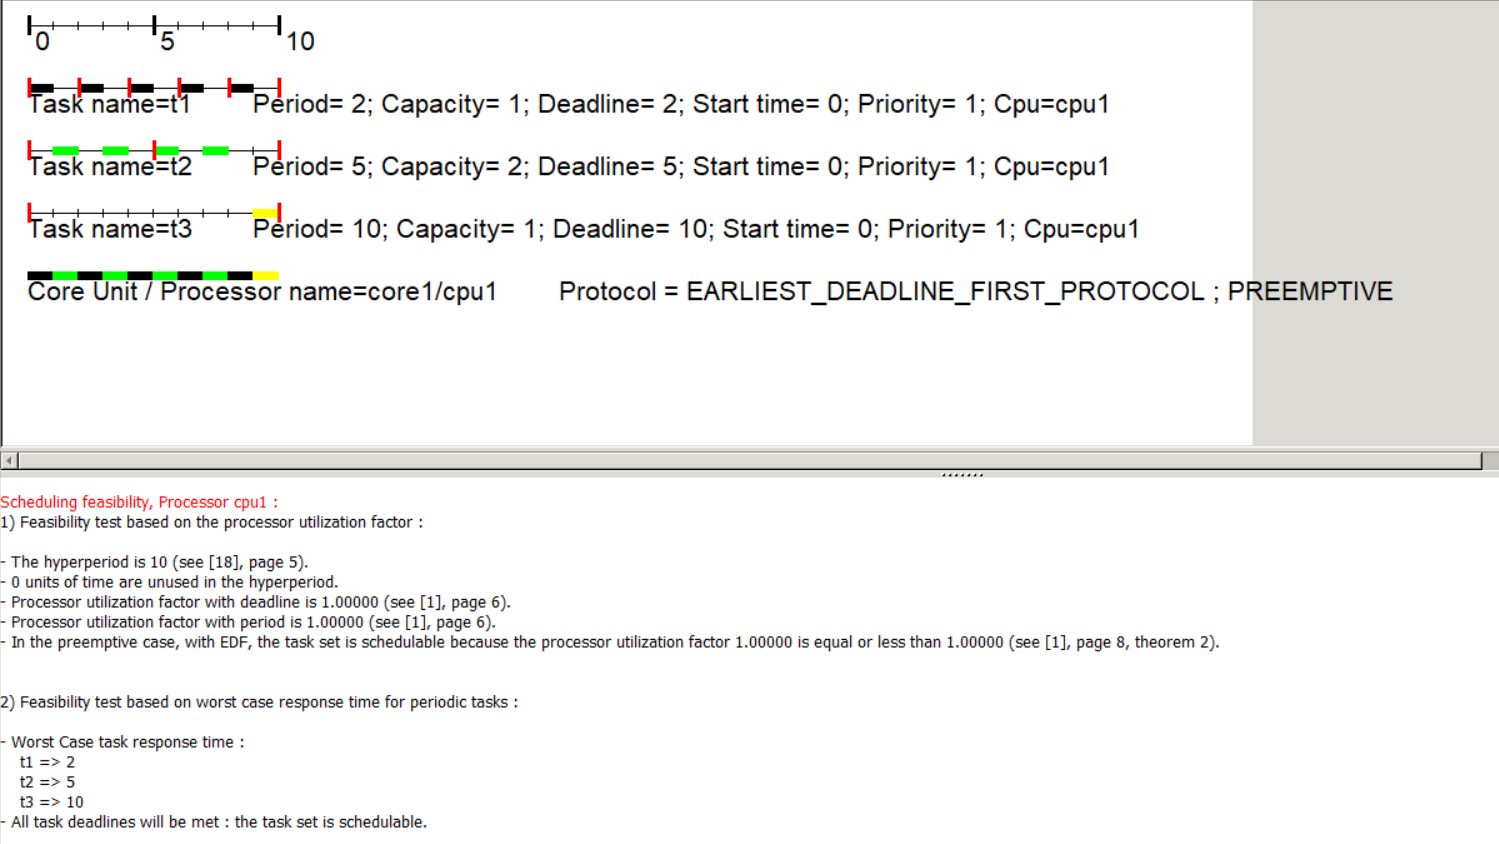 0 5 10
Task name=t1 Period= 2; Capacity= 1; Deadline= 2; Start time= 0; Priority= 1; Cpu=cpu1
Task name=t2 Period= 5; Capacity= 2; Deadline= 5; Start time= 0; Priority= 1; Cpu=cpu1
Task name=t3 Period= 10; Capacity= 1; Deadline= 10; Start time= 0; Priority= 1; Cpu=cpu1
Core Unit / Processor name=core1/cpu1 Protocol = EARLIEST_DEADLINE_FIRST_PROTOCOL ; PREEMPTIVE
Scheduling feasibility, Processor cpu1 :
1) Feasibility test based on the processor utilization factor :
- The hyperperiod is 10 (see [18], page 5).
- 0 units of time are unused in the hyperperiod.
- Processor utilization factor with deadline is 1.00000 (see [1], page 6).
- Processor utilization factor with period is 1.00000 (see [1], page 6).
- In the preemptive case, with EDF, the task set is schedulable because the processor utilization factor 1.00000 is equal or less than 1.00000 (see [1], page 8, theorem 2).
2) Feasibility test based on worst case response time for periodic tasks :
- Worst Case task response time :
t1 => 2
t2 => 5
t3 => 10
- All task deadlines will be met : the task set is schedulable.